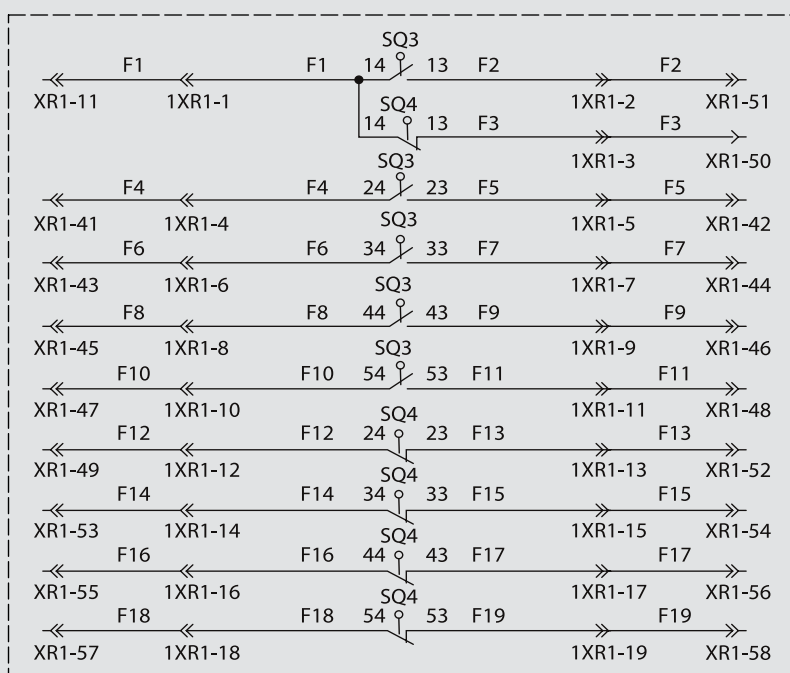 SQ3
F1 F1 14 13 F2 F2
XR1-11 1XR1-1 1XR1-2 XR1-51
SQ4
14 13 F3 F3
1XR1-3 XR1-50
SQ3
F4 F4 24 23 F5 F5
XR1-41 1XR1-4 1XR1-5 XR1-42
SQ3
F6 F6 34 33 F7 F7
XR1-43 1XR1-6 1XR1-7 XR1-44
SQ3
F8 F8 44 43 F9 F9
XR1-45 1XR1-8 1XR1-9 XR1-46
SQ3
F10 F10 54 53 F11 F11
XR1-47 1XR1-10 1XR1-11 XR1-48
SQ4
F12 F12 24 23 F13 F13
XR1-49 1XR1-12 1XR1-13 XR1-52
SQ4
F14 F14 34 33 F15 F15
XR1-53 1XR1-14 1XR1-15 XR1-54
SQ4
F16 F16 44 43 F17 F17
XR1-55 1XR1-16 1XR1-17 XR1-56
SQ4
F18 F18 54 53 F19 F19
XR1-57 1XR1-18 1XR1-19 XR1-58